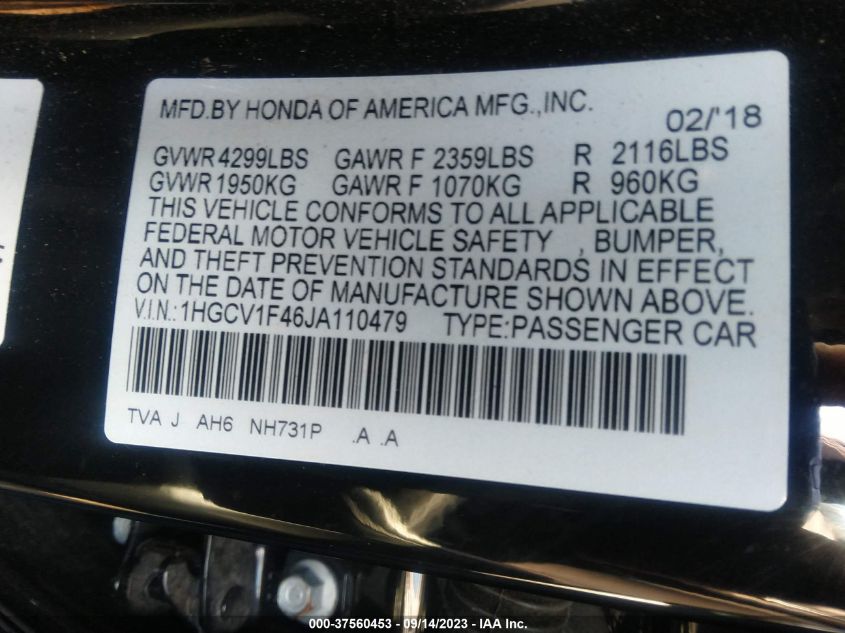 MFD.BY HONDA OF AMERICA MFG.,INC.
02/'18
GVWR 4299LBS GAWR F 2359LBS R 2116LBS
GVWR 1950KG GAWR F 1070KG R 960KG
THIS VEHICLE CONFORMS TO ALL APPLICABLE
FEDERAL MOTOR VEHICLE SAFETY , BUMPER,
AND THEFT PREVENTION STANDARDS IN EFFECT
ON THE DATE OF MANUFACTURE SHOWN ABOVE.
V.I.N.:1HGCV1F46JA110479 TYPE:PASSENGER CAR
TVA J AH6 NH731P .A .A
000-37560453 - 09/14/2023 - IAA Inc.